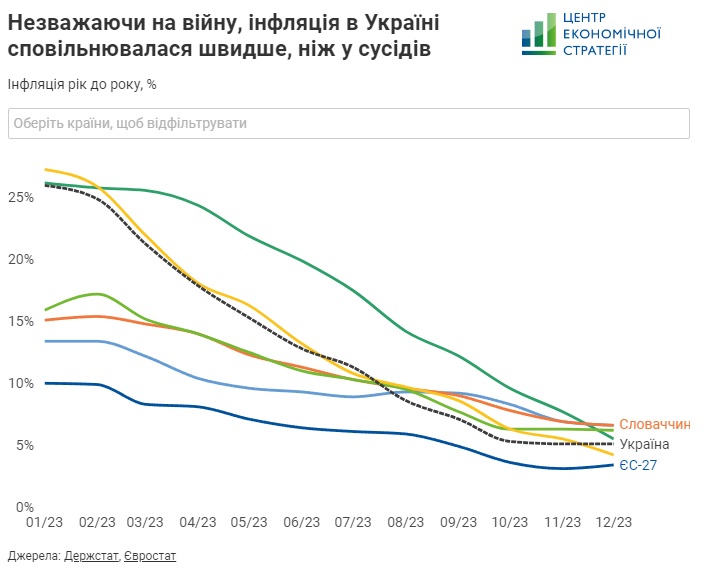 Незважаючи на війну, інфляція в Україні
сповільнювалася швидше, ніж у сусідів
ЦЕНТР
ЕКОНОМІЧНОЇ
СТРАТЕГІЇ
Інфляція рік до року, %
Оберіть країни, щоб відфільтрувати
25%
20%
15%
10%
5%
0%
Словаччин
Україна
ЄС-27
01/23 02/23 03/23 04/23 05/23 06/23 07/23 08/23 09/23 10/23 11/23 12/23
Джерела: Держстат, Євростат